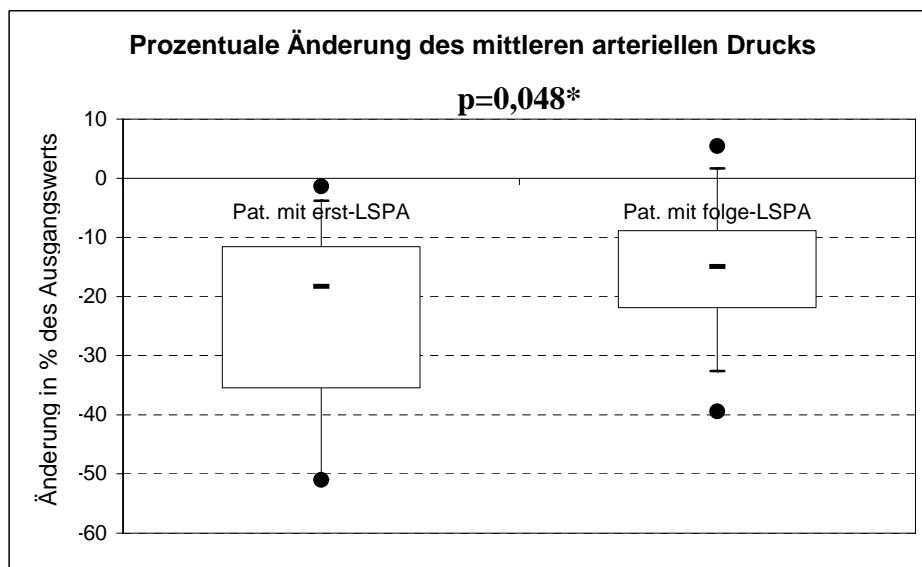 Prozentuale Änderung des mittleren arteriellen Drucks
p=0,048*
Änderung in % des Ausgangswerts
10
0
-10
-20
-30
-40
-50
-60
Pat. mit erst-LSPA
Pat. mit folge-LSPA